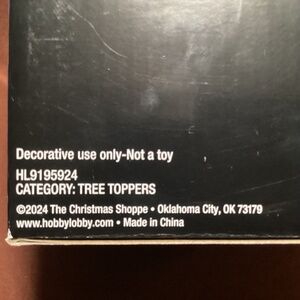 Decorative use only-Not a toy
HL9195924
CATEGORY: TREE TOPPERS
©2024 The Christmas Shoppe • Oklahoma City, OK 73179
www.hobbylobby.com • Made in China